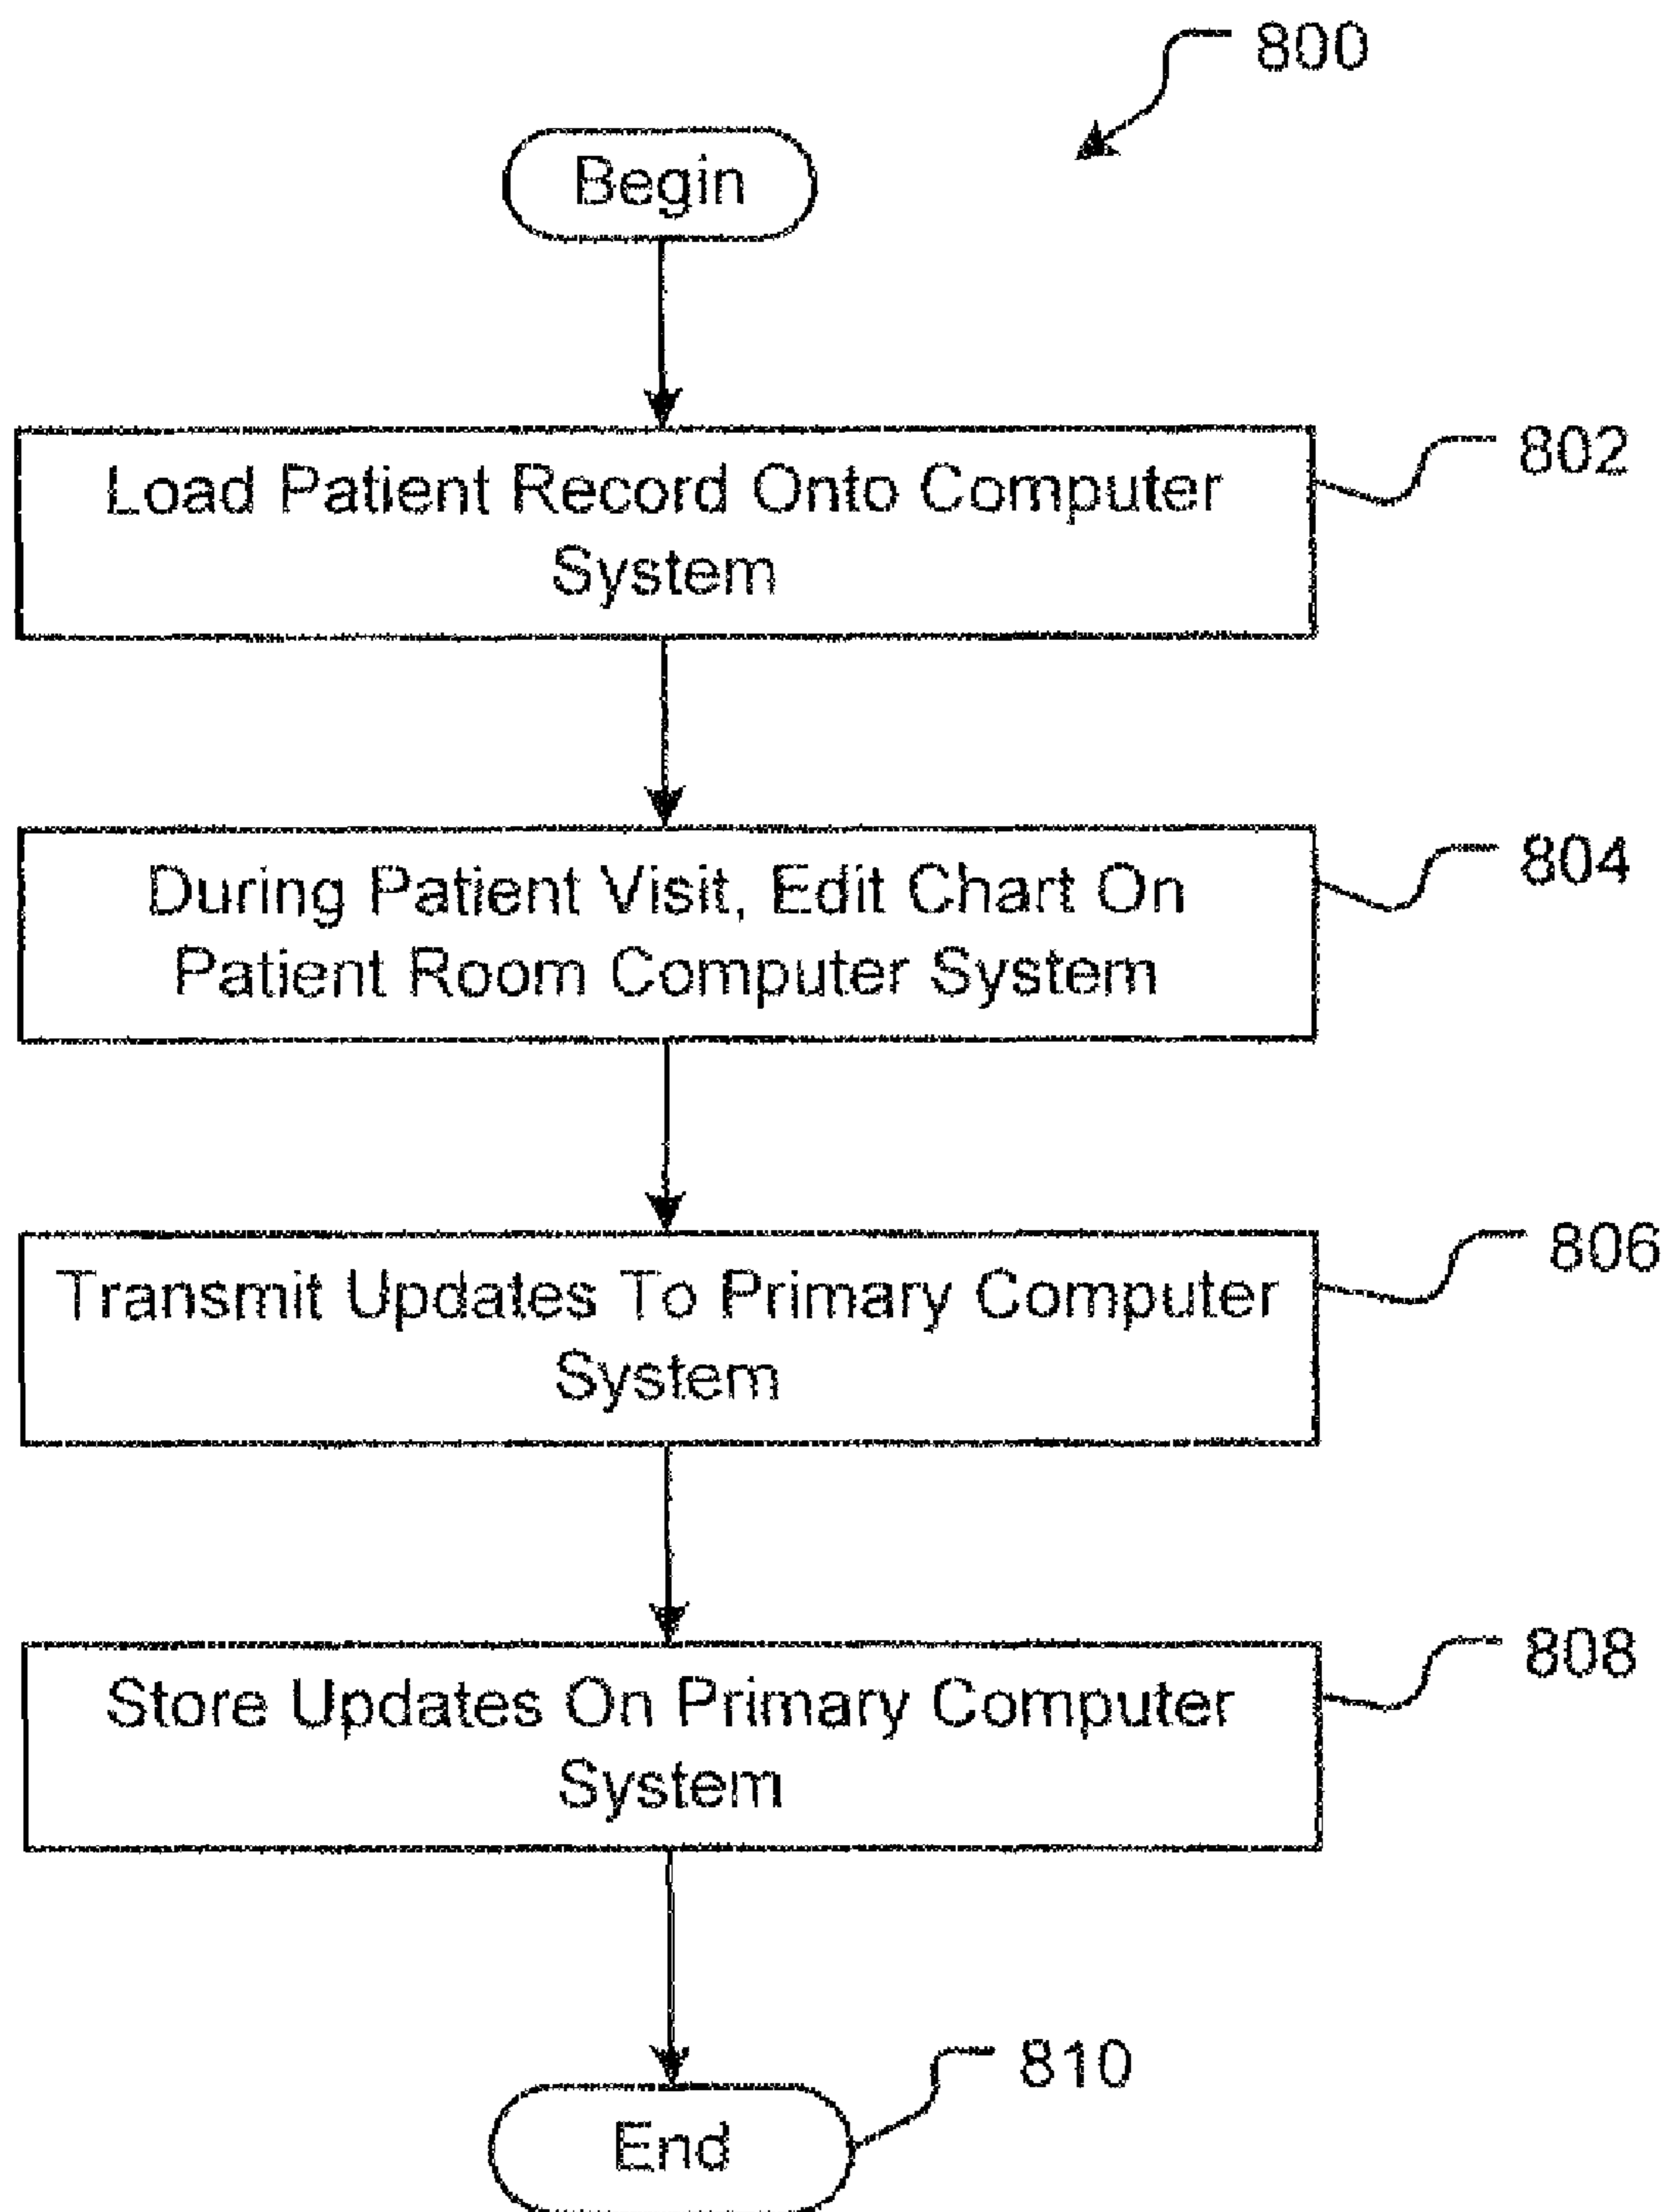 800
Begin
Load Patient Record Onto Computer
System
802
During Patient Visit, Edit Chart On
Patient Room Computer System
804
Transmit Updates To Primary Computer
System
806
Store Updates On Primary Computer
System
808
End
810